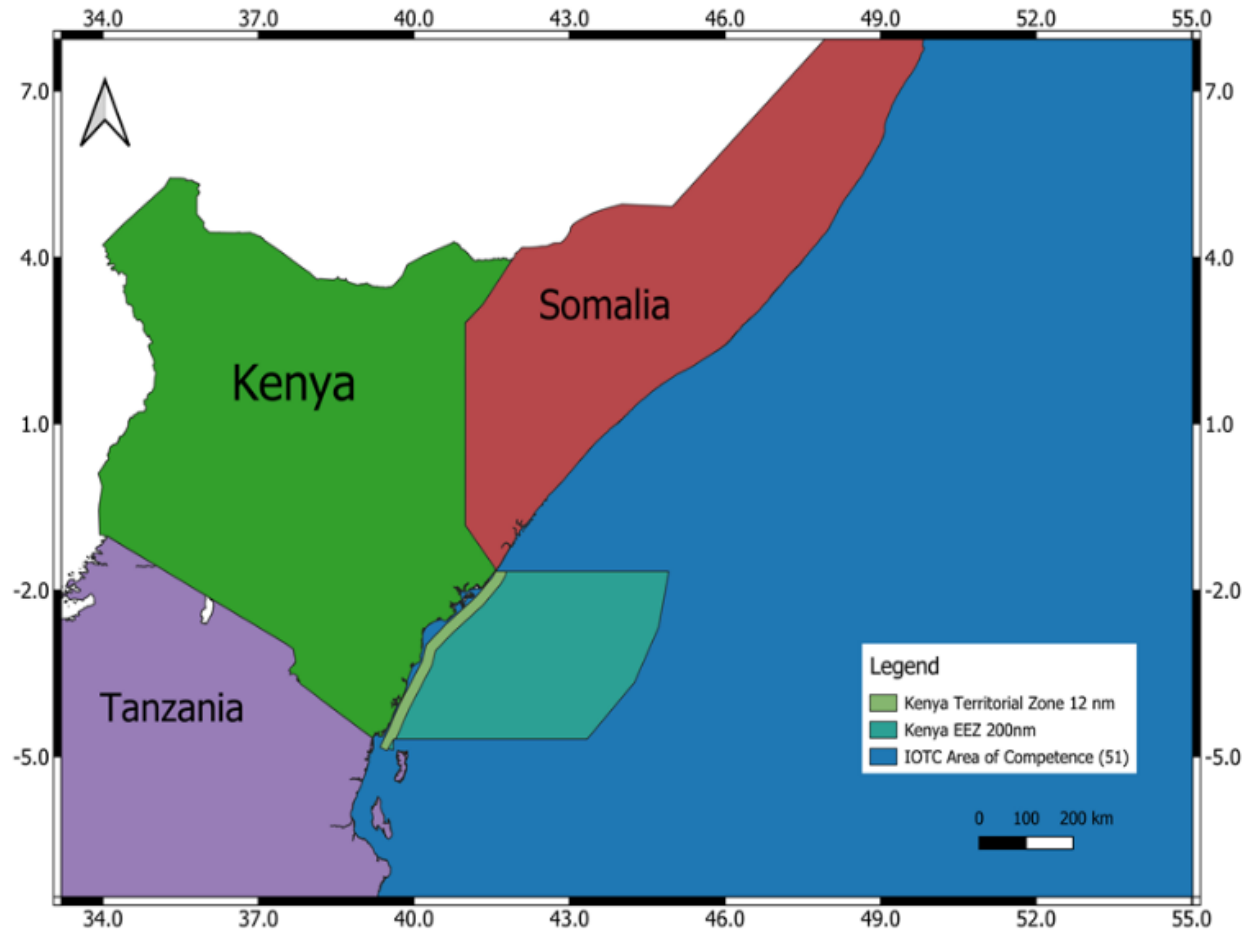 34.0 37.0 40.0 43.0 46.0 49.0 52.0 55.0
7.0 7.0
4.0 4.0
Somalia
Kenya
1.0 1.0
-2.0 -2.0
Legend
Kenya Territorial Zone 12 nm
Tanzania
Kenya EEZ 200nm
IOTC Area of Competence (51)
-5.0 -5.0
0 100 200 km
34.0 37.0 40.0 43.0 46.0 49.0 52.0 55.0